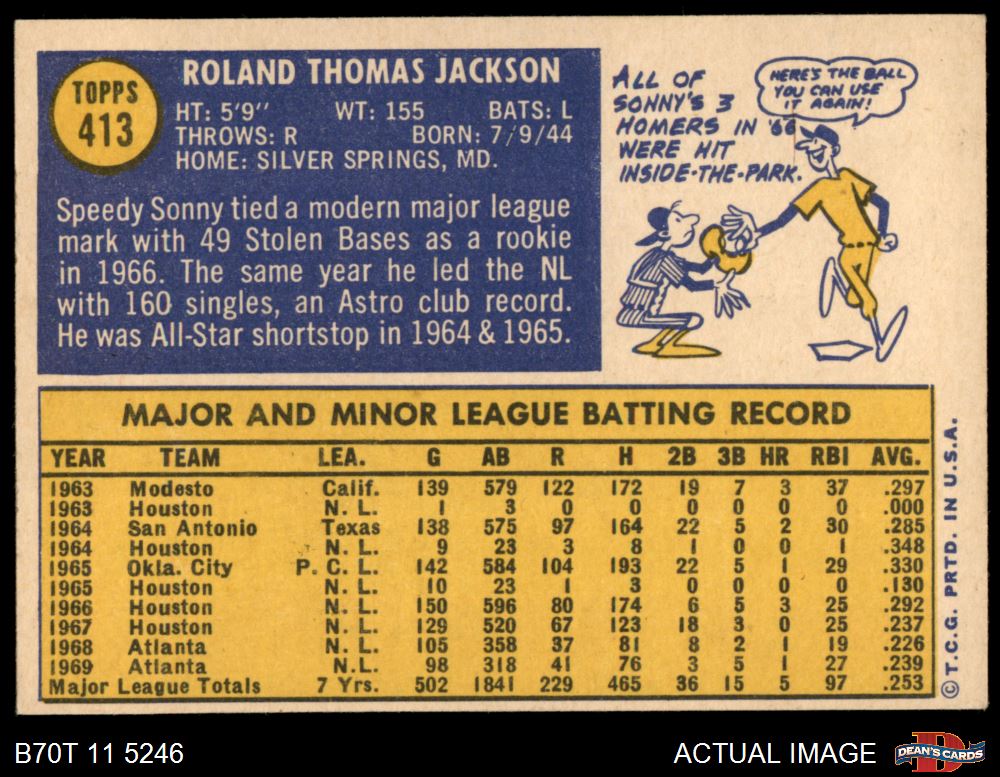 TOPPS
413
ROLAND THOMAS JACKSON
HT: 5'9" WT: 155 BATS: L
THROWS: R BORN: 7/9/44
HOME: SILVER SPRINGS, MD.
Speedy Sonny tied a modern major league
mark with 49 Stolen Bases as a rookie
in 1966. The same year he led the NL
with 160 singles, an Astro club record.
He was All-Star shortstop in 1964 & 1965.
ALL OF
SONNY'S 3
HOMERS IN '66
WERE HIT
INSIDE-THE-PARK.
HERE'S THE BALL
YOU CAN USE
IT AGAIN!
MAJOR AND MINOR LEAGUE BATTING RECORD
YEAR TEAM LEA. G AB R H 2B 3B HR RBI AVG.
1963 Modesto Calif. 139 579 122 172 19 7 3 37 .297
1963 Houston N. L. 1 3 0 0 0 0 0 0 .000
1964 San Antonio Texas 138 575 97 164 22 5 2 30 .285
1964 Houston N. L. 9 23 3 8 1 0 0 1 .348
1965 Okla. City P. C. L. 142 584 104 193 22 5 1 29 .330
1965 Houston N. L. 10 23 1 3 0 0 0 0 .130
1966 Houston N. L. 150 596 80 174 6 5 3 25 .292
1967 Houston N. L. 129 520 67 123 18 3 0 25 .237
1968 Atlanta N. L. 105 358 37 81 8 2 1 19 .226
1969 Atlanta N.L. 98 318 41 76 3 5 1 27 .239
Major League Totals 7 Yrs. 502 1841 229 465 36 15 5 97 .253
© T.C.G. PRTD. IN U.S.A.
B70T 11 5246
ACTUAL IMAGE
D
DEAN'S CARDS